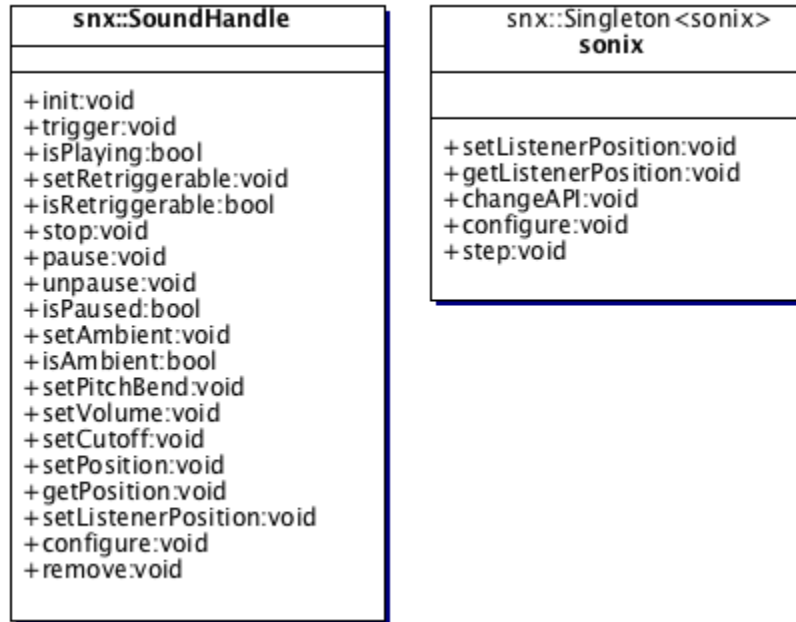 snx::SoundHandle
+init:void
+trigger:void
+isPlaying:bool
+setRetriggerable:void
+isRetriggerable:bool
+stop:void
+pause:void
+unpause:void
+isPaused:bool
+setAmbient:void
+isAmbient:bool
+setPitchBend:void
+setVolume:void
+setCutoff:void
+setPosition:void
+getPosition:void
+setListenerPosition:void
+configure:void
+remove:void
snx::Singleton<sonix>
sonix
+setListenerPosition:void
+getListenerPosition:void
+changeAPI:void
+configure:void
+step:void